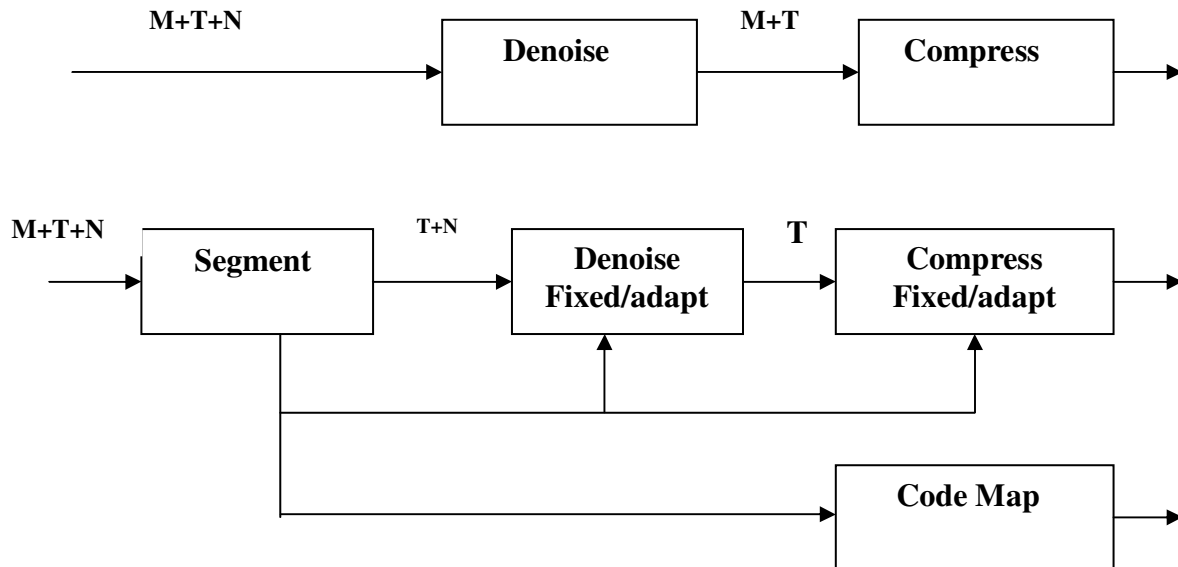 M+T+N
M+T
Denoise
Compress
M+T+N
T+N
T
Segment
Denoise
Fixed/adapt
Compress
Fixed/adapt
Code Map